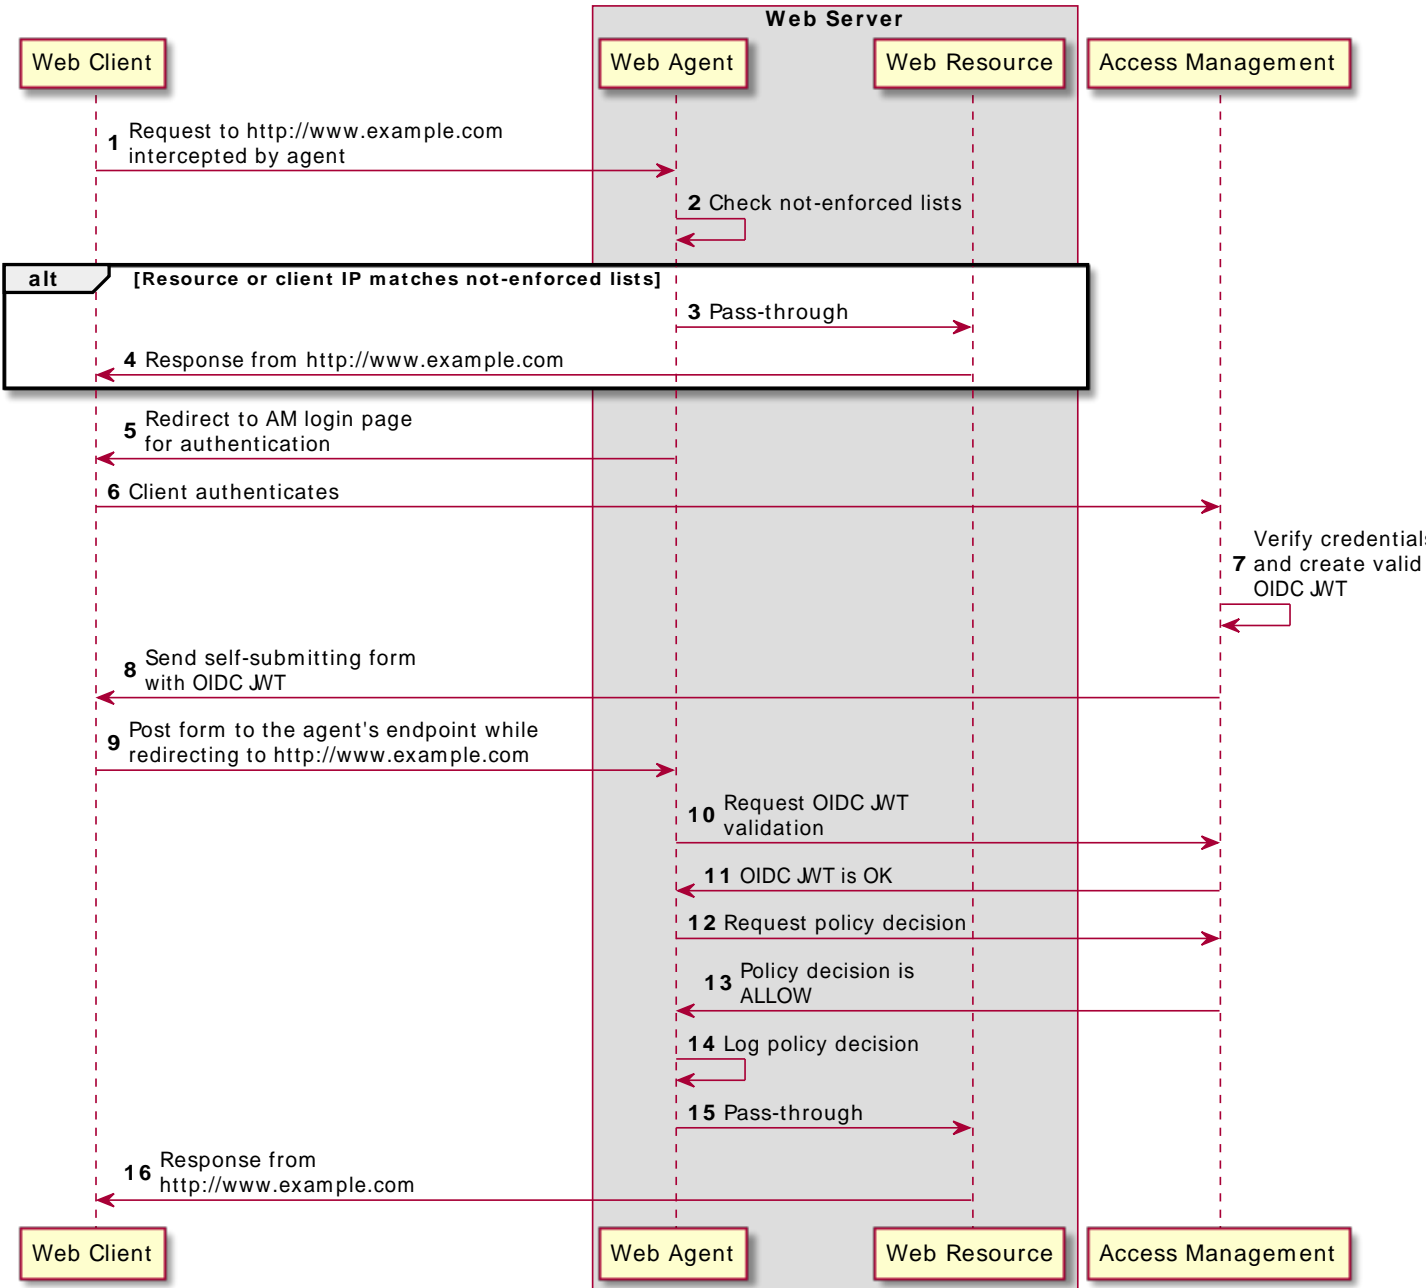 Web Server
Web Client
Web Agent
Web Resource
Access Management
1 Request to http://www.example.com
intercepted by agent
2 Check not-enforced lists
alt [Resource or client IP matches not-enforced lists]
3 Pass-through
4 Response from http://www.example.com
5 Redirect to AM login page
for authentication
6 Client authenticates
Verify credentials
7 and create valid
OIDC JWT
8 Send self-submitting form
with OIDC JWT
9 Post form to the agent's endpoint while
redirecting to http://www.example.com
10 Request OIDC JWT
validation
11 OIDC JWT is OK
12 Request policy decision
13 Policy decision is
ALLOW
14 Log policy decision
15 Pass-through
16 Response from
http://www.example.com
Web Client
Web Agent
Web Resource
Access Management